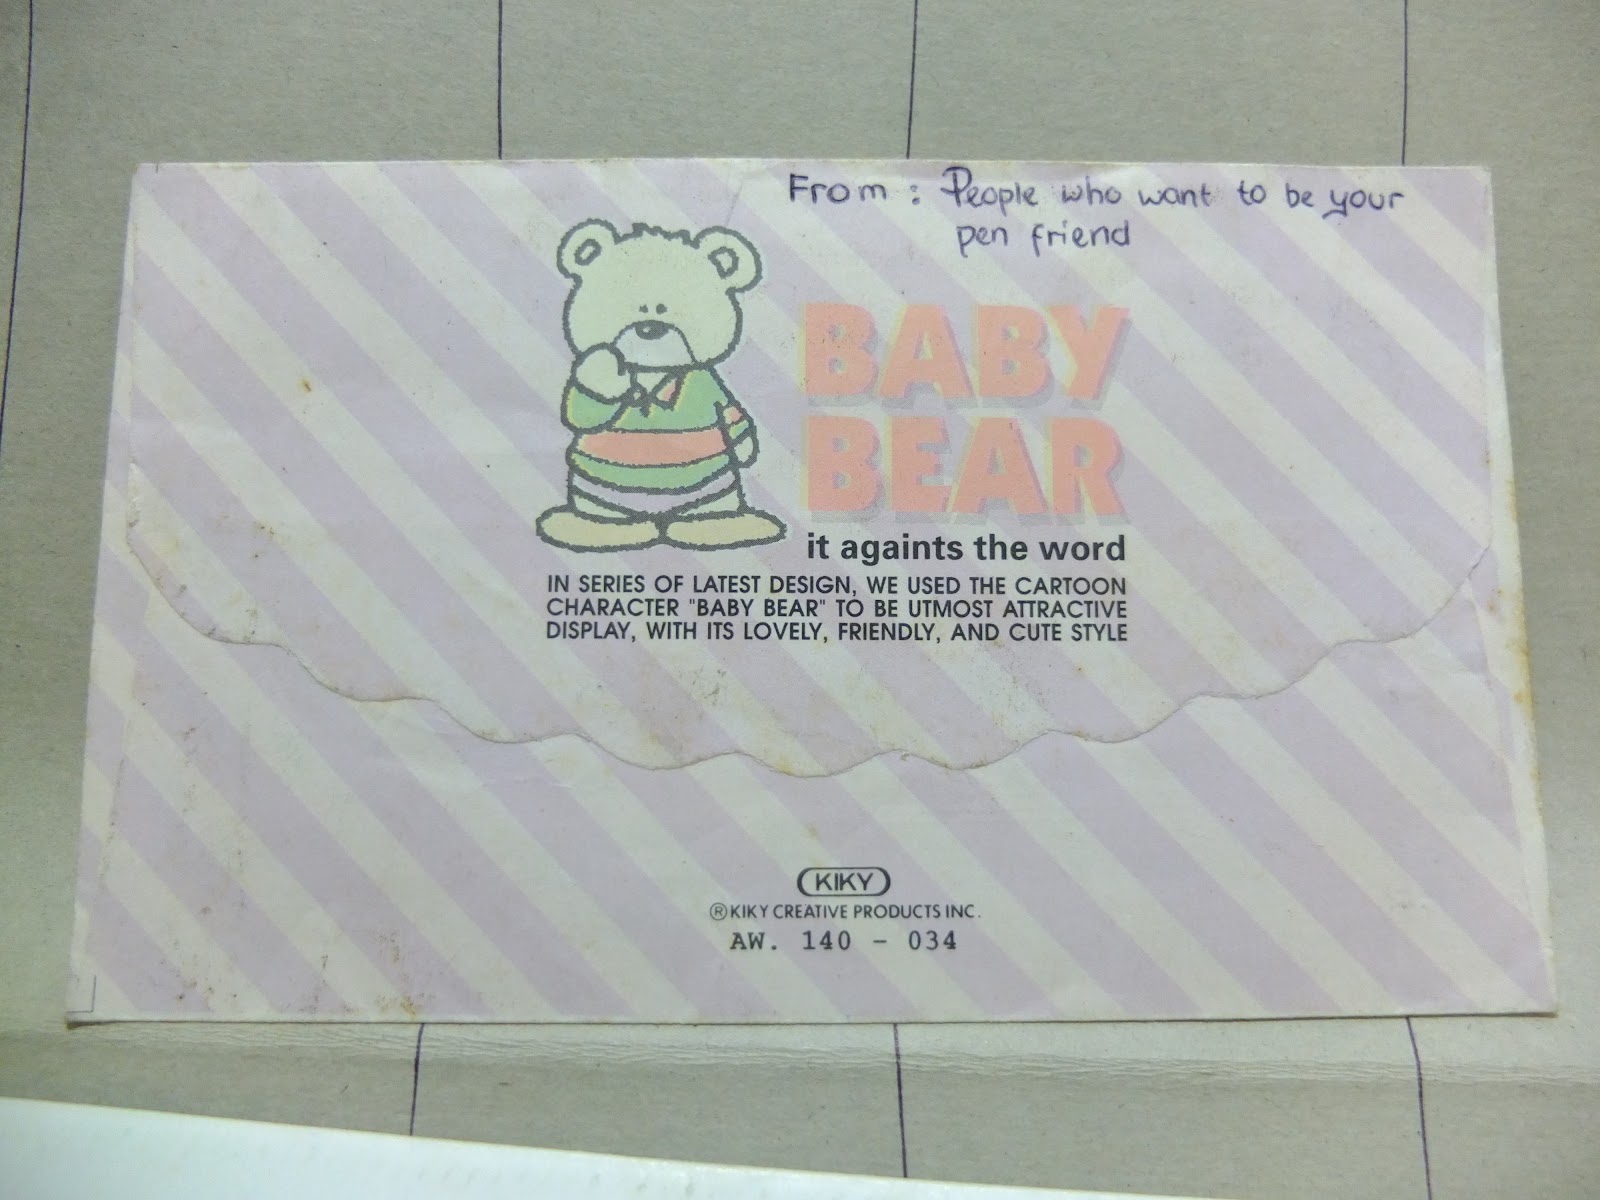 From : People who want to be your
pen friend
BABY
BEAR
it againts the word
IN SERIES OF LATEST DESIGN, WE USED THE CARTOON
CHARACTER "BABY BEAR" TO BE UTMOST ATTRACTIVE
DISPLAY, WITH ITS LOVELY, FRIENDLY, AND CUTE STYLE
KIKY
®KIKY CREATIVE PRODUCTS INC.
AW. 140 - 034